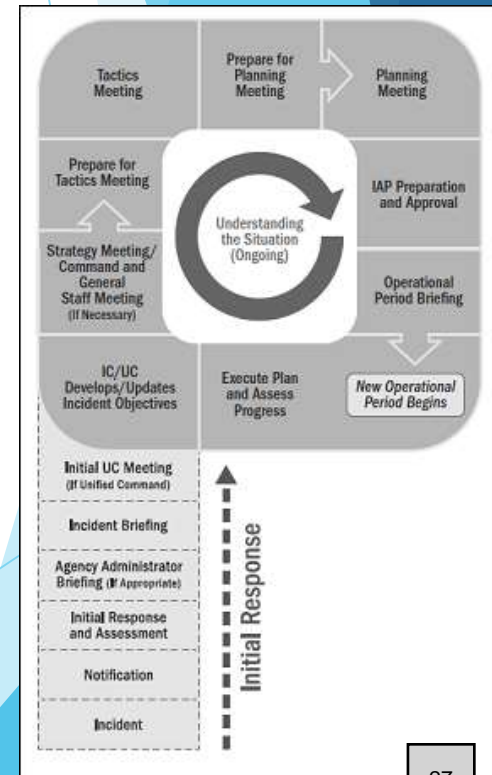 Tactics
Meeting
Prepare for
Planning
Meeting
Planning
Meeting
Prepare for
Tactics Meeting
Understanding
the Situation
(Ongoing)
IAP Preparation
and Approval
Strategy Meeting/
Command and
General
Staff Meeting
(If Necessary)
Operational
Period Briefing
IC/UC
Develops/Updates
Incident Objectives
Execute Plan
and Assess
Progress
New Operational
Period Begins
Initial UC Meeting
(If Unified Command)
Incident Briefing
Agency Administrator
Briefing (If Appropriate)
Initial Response
and Assessment
Notification
Incident
Initial Response